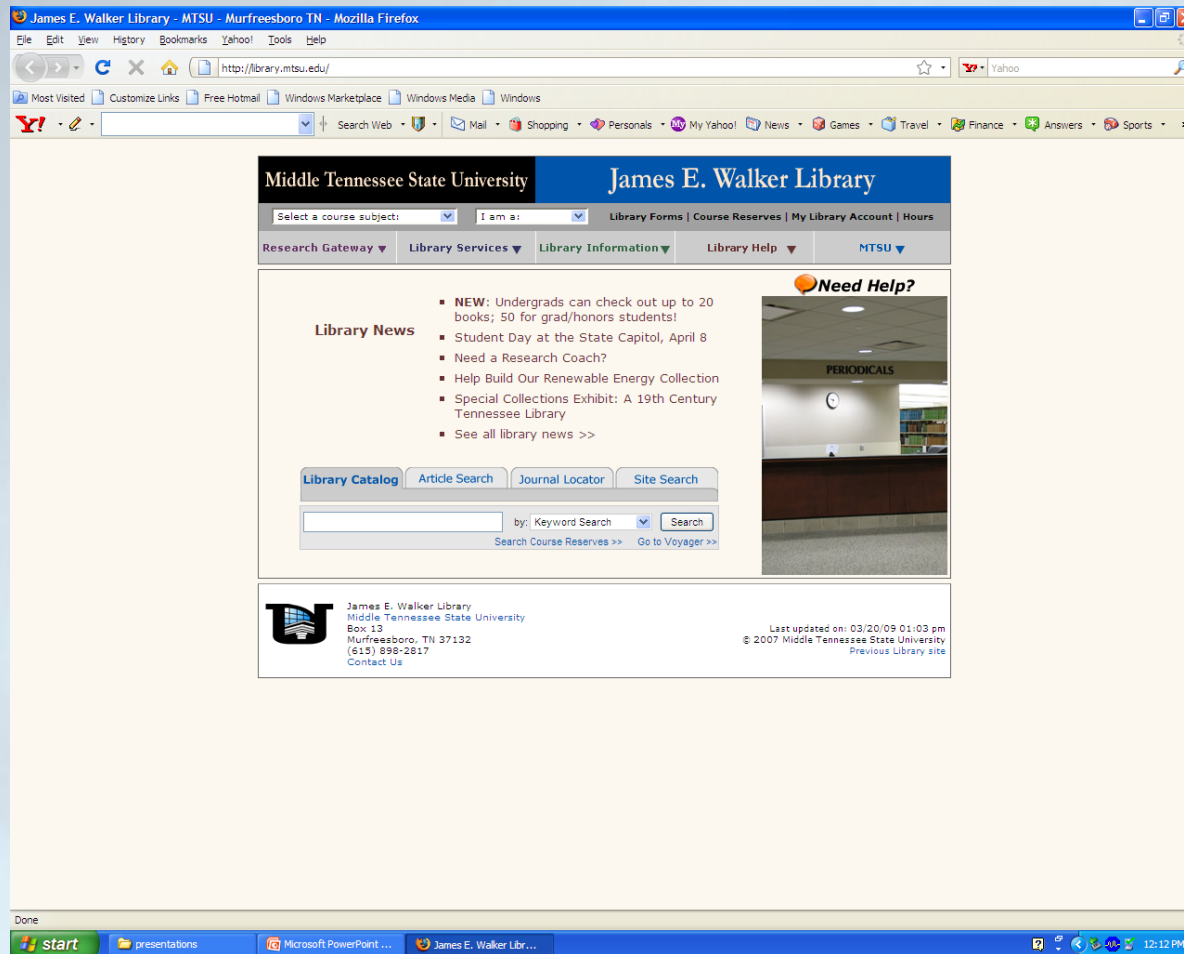 James E. Walker Library - MTSU - Murfreesboro TN - Mozilla Firefox
File Edit View History Bookmarks Yahoo! Tools Help
http://library.mtsu.edu/ Yahoo
Most Visited Customize Links Free Hotmail Windows Marketplace Windows Media Windows
Y! Search Web Mail Shopping Personals My My Yahoo! News Games Travel Finance Answers Sports
Middle Tennessee State University James E. Walker Library
Select a course subject: I am a: Library Forms | Course Reserves | My Library Account | Hours
Research Gateway Library Services Library Information Library Help MTSU
Need Help?
Library News
NEW: Undergrads can check out up to 20
books; 50 for grad/honors students!
Student Day at the State Capitol, April 8
Need a Research Coach?
Help Build Our Renewable Energy Collection
Special Collections Exhibit: A 19th Century
Tennessee Library
See all library news >>
PERIODICALS
Library Catalog Article Search Journal Locator Site Search
by: Keyword Search Search
Search Course Reserves >> Go to Voyager >>
James E. Walker Library
Middle Tennessee State University
Box 13
Murfreesboro, TN 37132
(615) 898-2817
Contact Us
Last updated on: 03/20/09 01:03 pm
© 2007 Middle Tennessee State University
Previous Library site
Done
start presentations Microsoft PowerPoint ... James E. Walker Libr... 12:12 PM